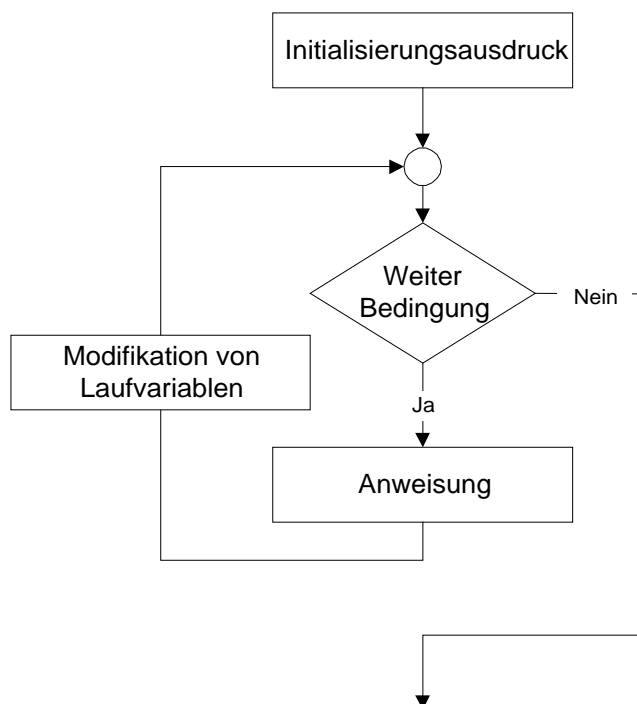 Initialisierungsausdruck
Weiter
Bedingung
Nein
Modifikation von
Laufvariablen
Ja
Anweisung